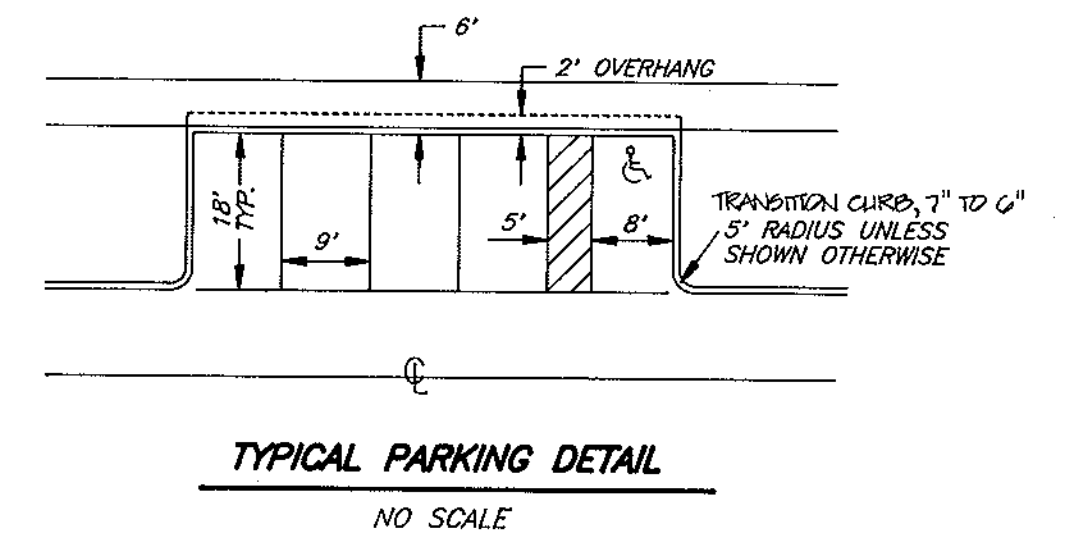 6'
2' OVERHANG
18'
TYP.
9'
5'
8'
TRANSITION CURB, 7" TO 6"
5' RADIUS UNLESS
SHOWN OTHERWISE
℄
TYPICAL PARKING DETAIL
NO SCALE